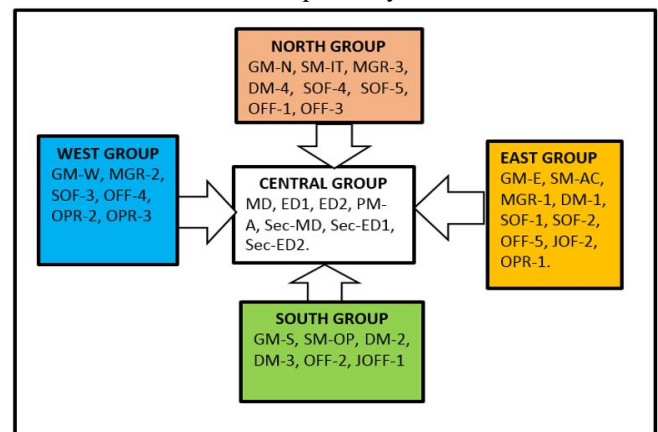 NORTH GROUP
GM-N, SM-IT, MGR-3,
DM-4, SOF-4, SOF-5,
OFF-1, OFF-3
WEST GROUP
GM-W, MGR-2,
SOF-3, OFF-4,
OPR-2, OPR-3
CENTRAL GROUP
MD, ED1, ED2, PM-
A, Sec-MD, Sec-ED1,
Sec-ED2.
EAST GROUP
GM-E, SM-AC,
MGR-1, DM-1,
SOF-1, SOF-2,
OFF-5, JOF-2,
OPR-1.
SOUTH GROUP
GM-S, SM-OP, DM-2,
DM-3, OFF-2, JOFF-1